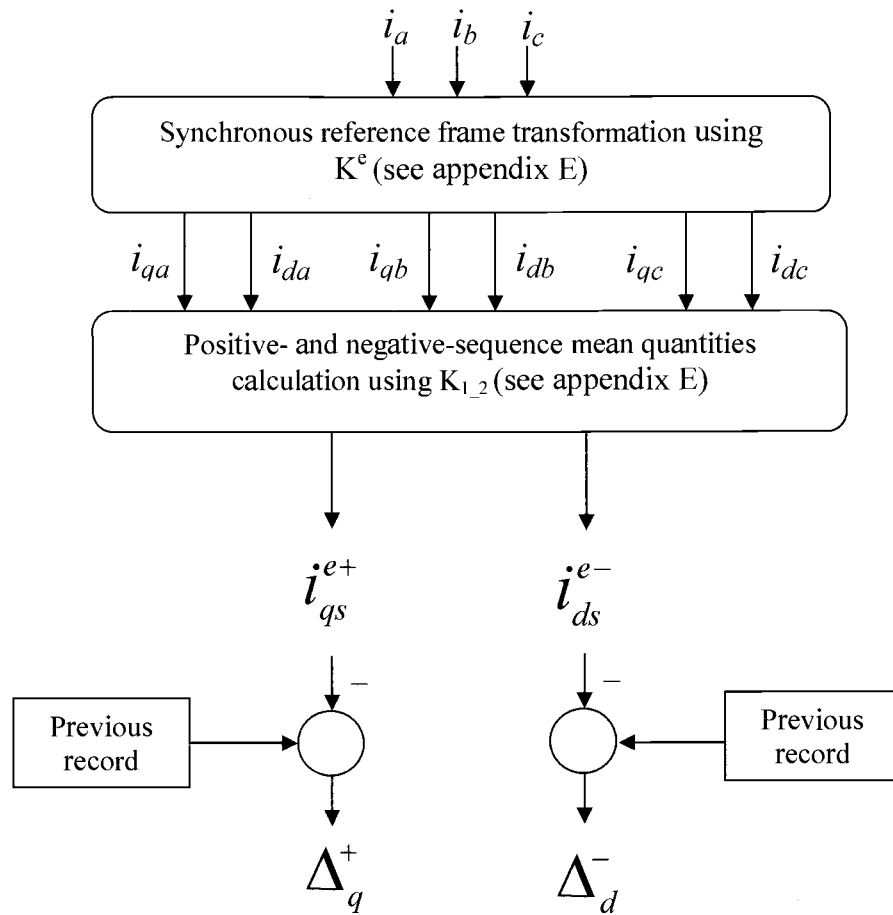 i_a i_b i_c
Synchronous reference frame transformation using
K^e (see appendix E)
i_qa i_da i_qb i_db i_qc i_dc
Positive- and negative-sequence mean quantities
calculation using K_1_2 (see appendix E)
i_qs^e+ i_ds^e−
− −
Previous
record
Previous
record
Δ_q^+ Δ_d^−